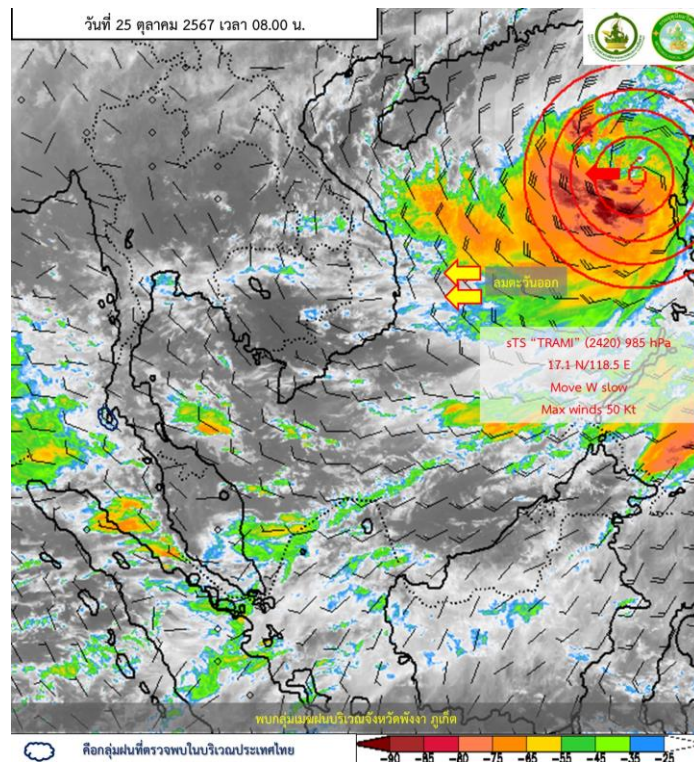 วันที่ 25 ตุลาคม 2567 เวลา 08.00 น.
ลมตะวันออก
sTS "TRAMI" (2420) 985 hPa
17.1 N/118.5 E
Move W slow
Max winds 50 Kt
พบกลุ่มเมฆฝนบริเวณจังหวัดพังงา ภูเก็ต
คือกลุ่มฝนที่ตรวจพบในบริเวณประเทศไทย
-90 -85 -80 -75 -65 -55 -45 -35 -25